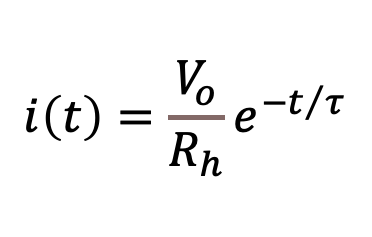 i(t) = V_o/R_h e^{-t/τ}